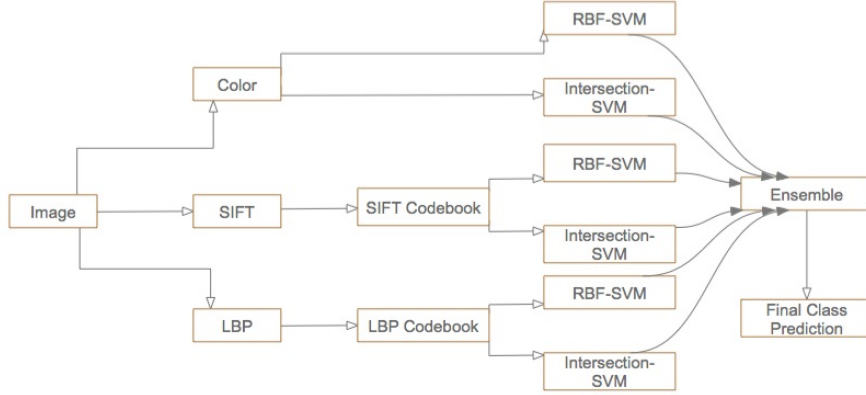 RBF-SVM
Color
Intersection-
SVM
RBF-SVM
Image
SIFT
SIFT Codebook
Ensemble
Intersection-
SVM
RBF-SVM
LBP
LBP Codebook
Final Class
Prediction
Intersection-
SVM